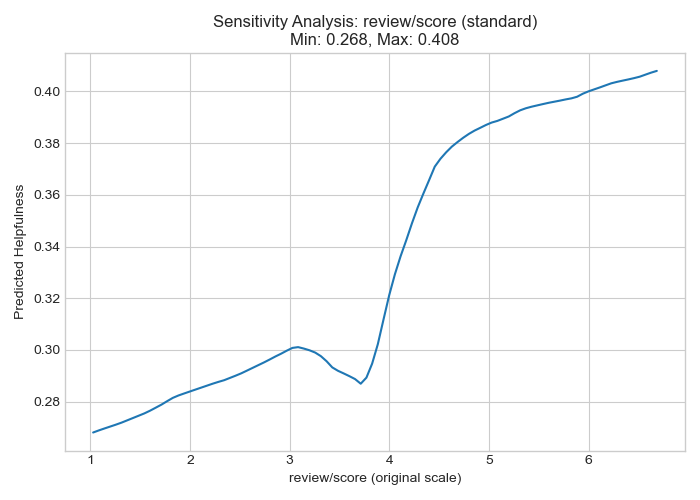 Sensitivity Analysis: review/score (standard)
Min: 0.268, Max: 0.408
0.40
0.38
0.36
0.34
0.32
0.30
0.28
Predicted Helpfulness
1 2 3 4 5 6
review/score (original scale)